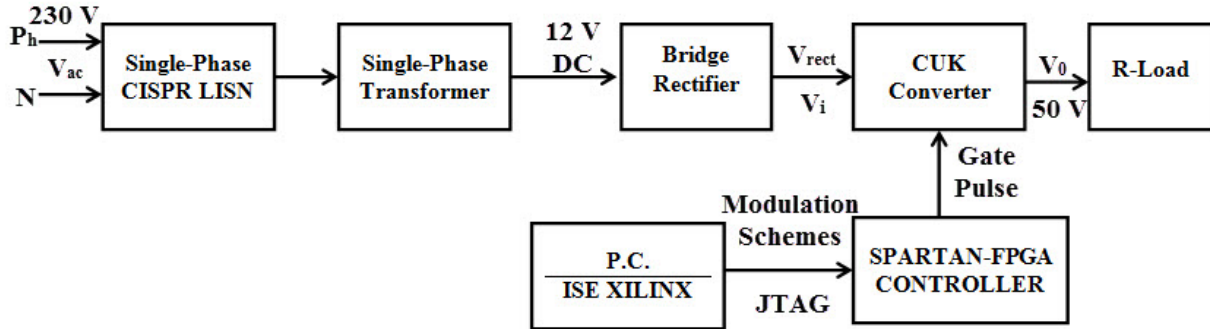 230 V
Ph
Vac
N
Single-Phase
CISPR LISN
Single-Phase
Transformer
12 V
DC
Bridge
Rectifier
Vrect
Vi
CUK
Converter
V0
50 V
R-Load
Gate
Pulse
Modulation
Schemes
JTAG
P.C.
ISE XILINX
SPARTAN-FPGA
CONTROLLER